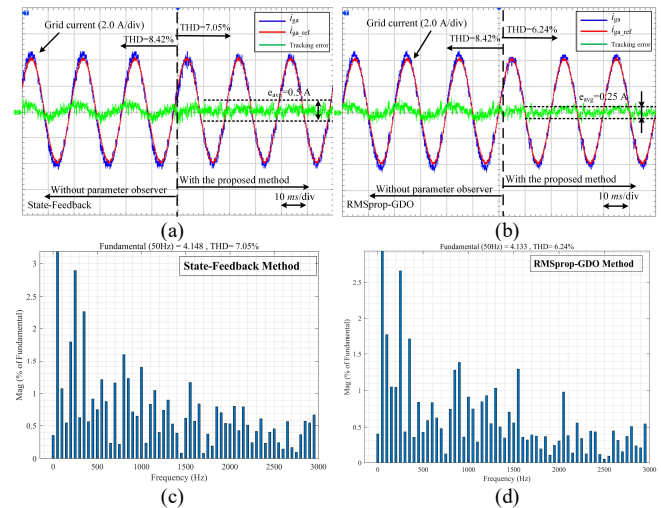 Grid current (2.0 A/div)
THD=7.05%
THD=8.42%
iga
iga_ref
Tracking error
eavg=0.5 A
Without parameter observer
With the proposed method
State-Feedback
10 ms/div
(a)
Grid current (2.0 A/div)
THD=6.24%
THD=8.42%
iga
iga_ref
Tracking error
eavg=0.25 A
Without parameter observer
With the proposed method
RMSprop-GDO
10 ms/div
(b)
Fundamental (50Hz) = 4.148 , THD= 7.05%
State-Feedback Method
Mag (% of Fundamental)
3
2.5
2
1.5
1
0.5
0
0 500 1000 1500 2000 2500 3000
Frequency (Hz)
(c)
Fundamental (50Hz) = 4.133 , THD= 6.24%
RMSprop-GDO Method
Mag (% of Fundamental)
2.5
2
1.5
1
0.5
0
0 500 1000 1500 2000 2500 3000
Frequency (Hz)
(d)